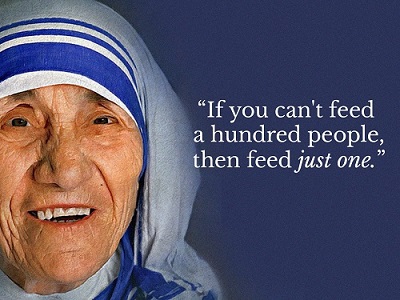 “If you can't feed
a hundred people,
then feed just one.”